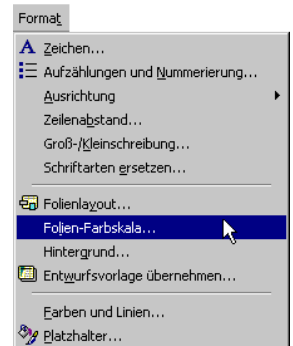 Format
Zeichen...
Aufzählungen und Nummerierung...
Ausrichtung
Zeilenabstand...
Groß-/Kleinschreibung...
Schriftarten ersetzen...
Folienlayout...
Folien-Farbskala...
Hintergrund...
Entwurfsvorlage übernehmen...
Farben und Linien...
Platzhalter...